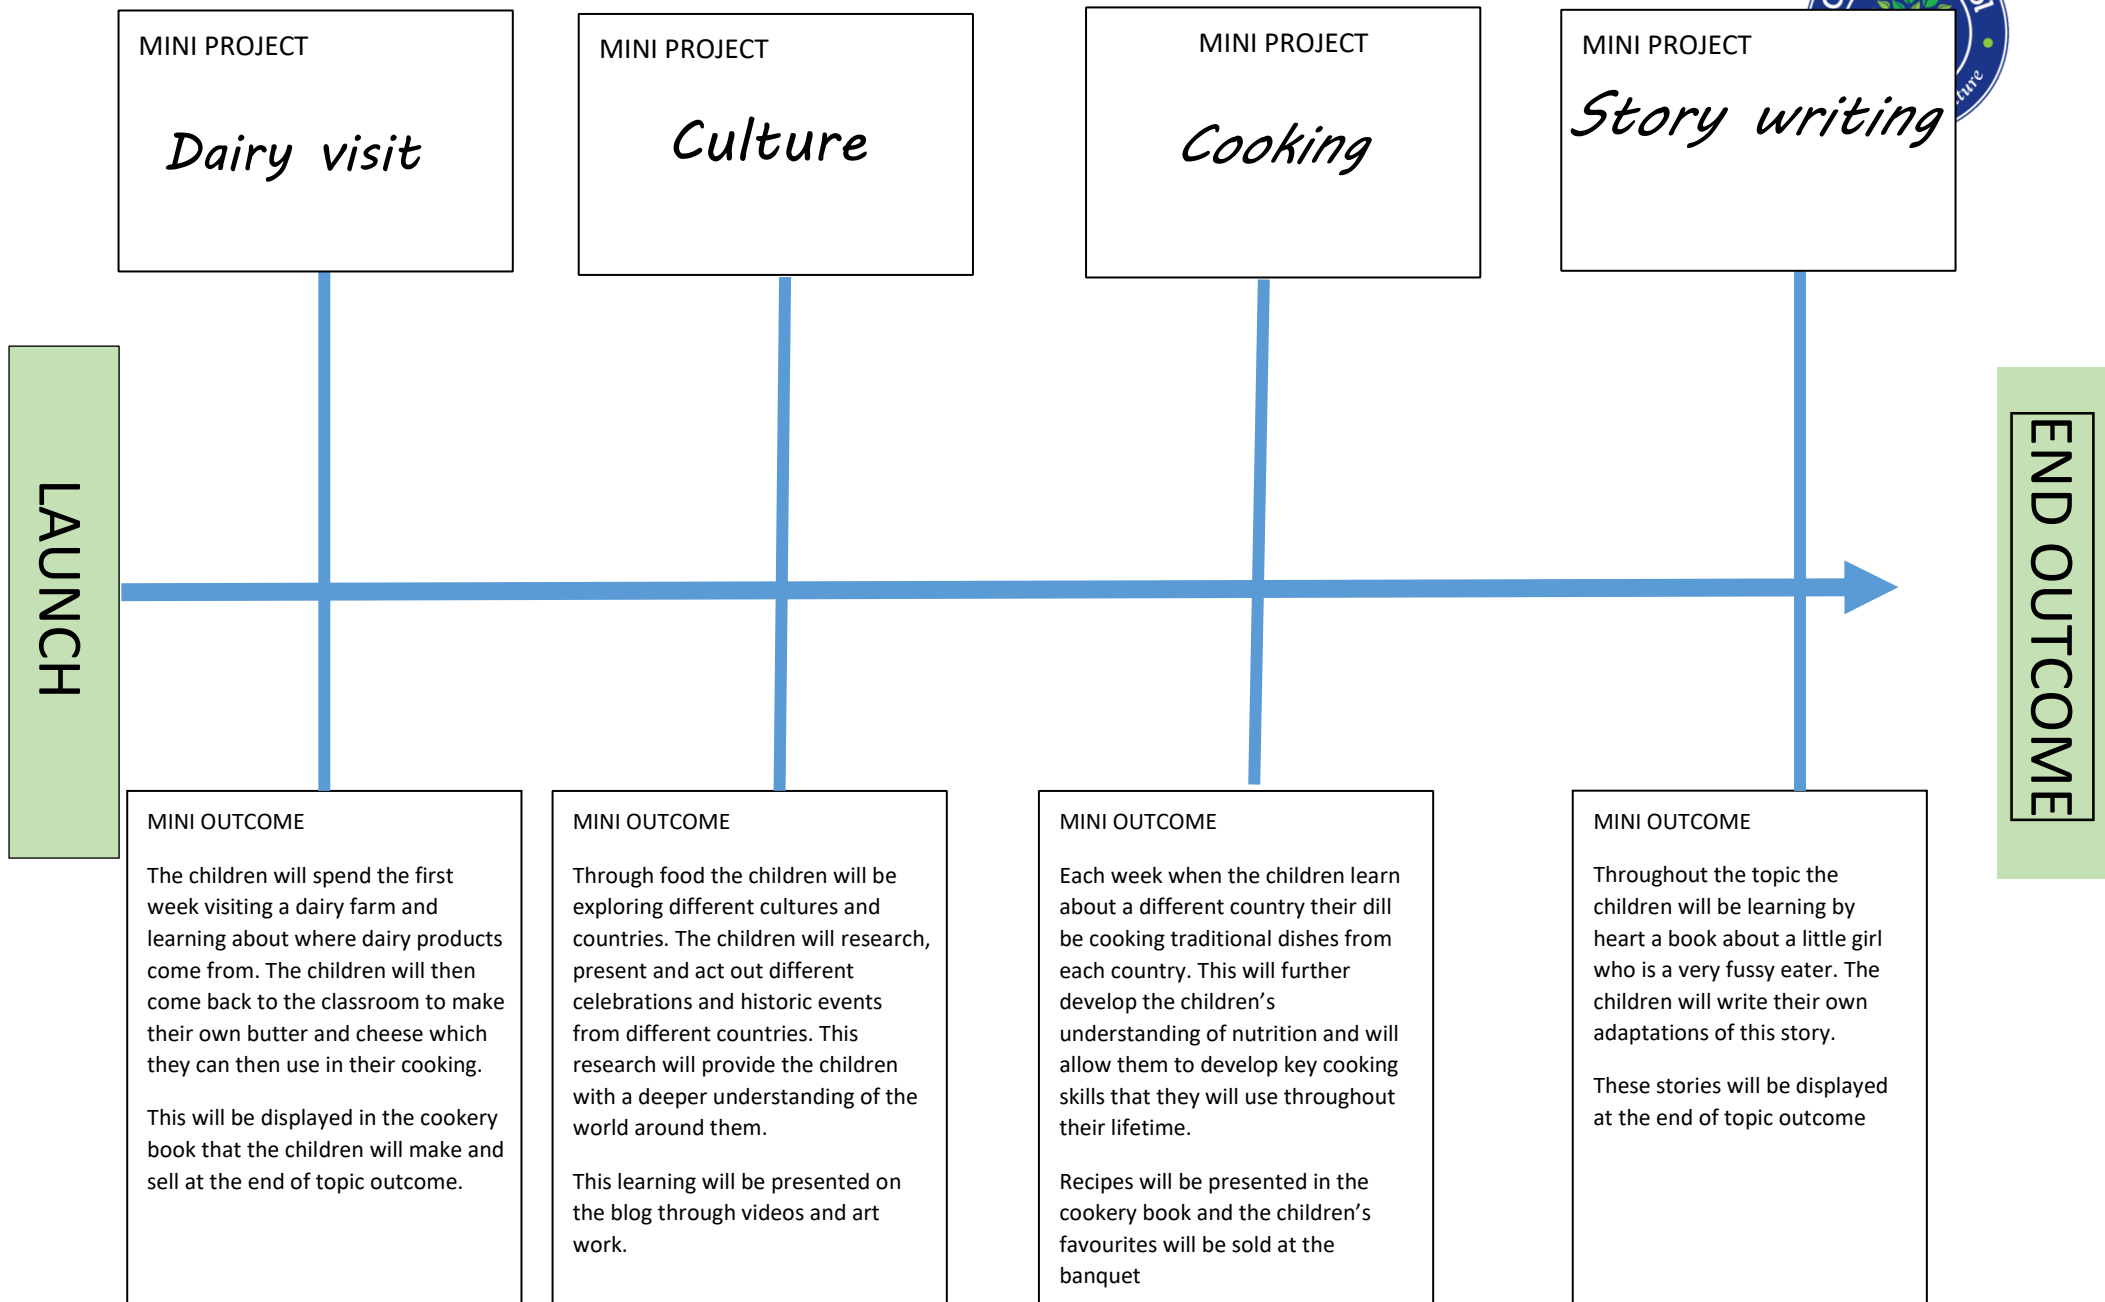 MINI PROJECT
Dairy visit
MINI PROJECT
Culture
MINI PROJECT
Cooking
MINI PROJECT
Story writing
LAUNCH
END OUTCOME
MINI OUTCOME
The children will spend the first
week visiting a dairy farm and
learning about where dairy products
come from. The children will then
come back to the classroom to make
their own butter and cheese which
they can then use in their cooking.
This will be displayed in the cookery
book that the children will make and
sell at the end of topic outcome.
MINI OUTCOME
Through food the children will be
exploring different cultures and
countries. The children will research,
present and act out different
celebrations and historic events
from different countries. This
research will provide the children
with a deeper understanding of the
world around them.
This learning will be presented on
the blog through videos and art
work.
MINI OUTCOME
Each week when the children learn
about a different country their dill
be cooking traditional dishes from
each country. This will further
develop the children’s
understanding of nutrition and will
allow them to develop key cooking
skills that they will use throughout
their lifetime.
Recipes will be presented in the
cookery book and the children’s
favourites will be sold at the
banquet
MINI OUTCOME
Throughout the topic the
children will be learning by
heart a book about a little girl
who is a very fussy eater. The
children will write their own
adaptations of this story.
These stories will be displayed
at the end of topic outcome